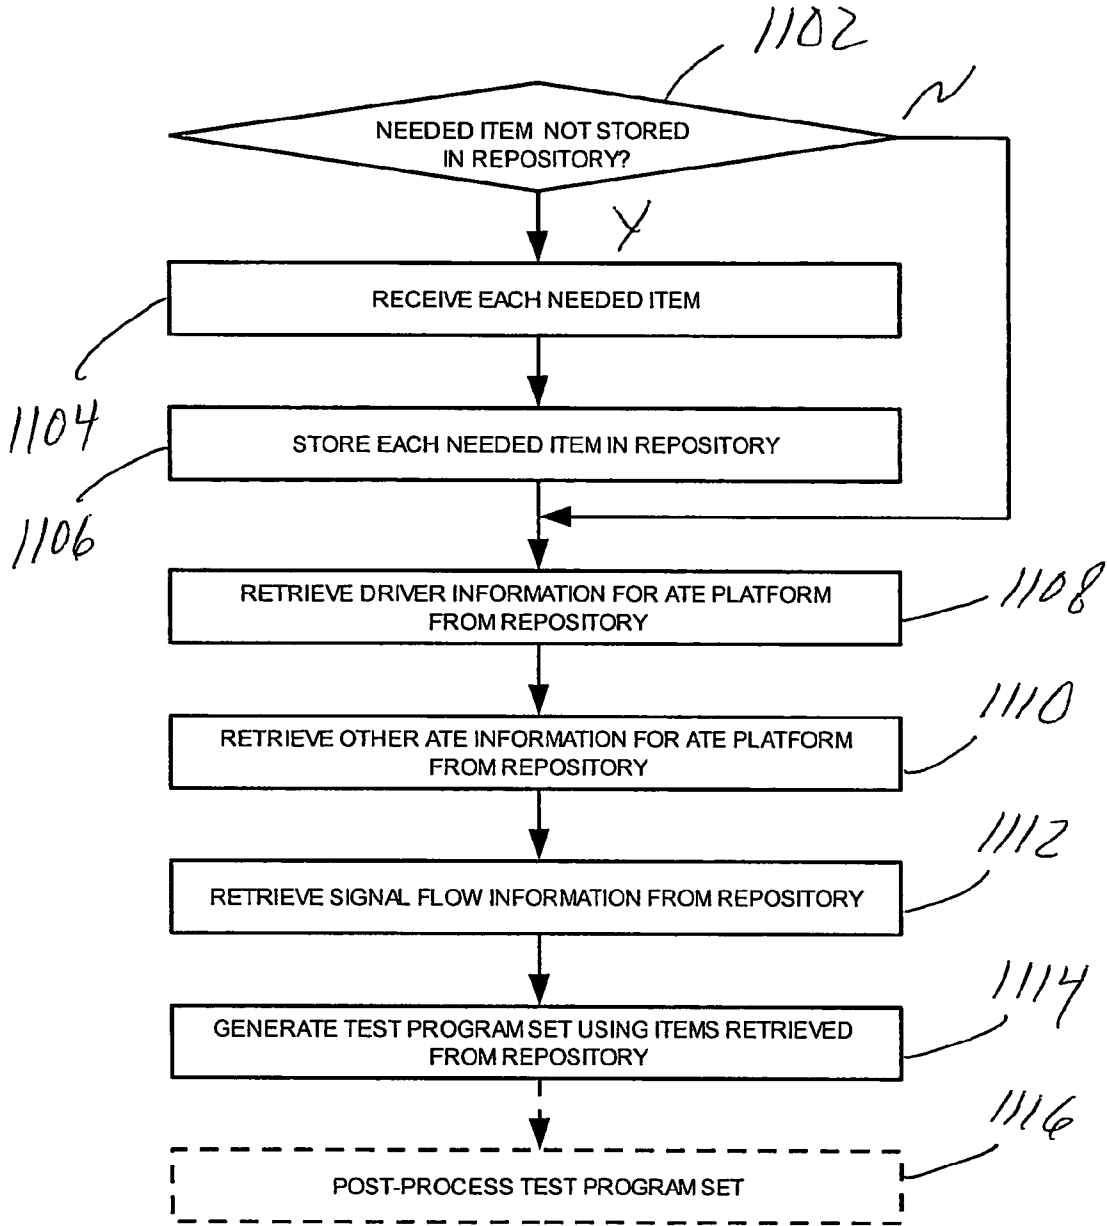 1102
N
NEEDED ITEM NOT STORED
IN REPOSITORY?
Y
RECEIVE EACH NEEDED ITEM
1104
STORE EACH NEEDED ITEM IN REPOSITORY
1106
RETRIEVE DRIVER INFORMATION FOR ATE PLATFORM
FROM REPOSITORY
1108
RETRIEVE OTHER ATE INFORMATION FOR ATE PLATFORM
FROM REPOSITORY
1110
RETRIEVE SIGNAL FLOW INFORMATION FROM REPOSITORY
1112
GENERATE TEST PROGRAM SET USING ITEMS RETRIEVED
FROM REPOSITORY
1114
POST-PROCESS TEST PROGRAM SET
1116